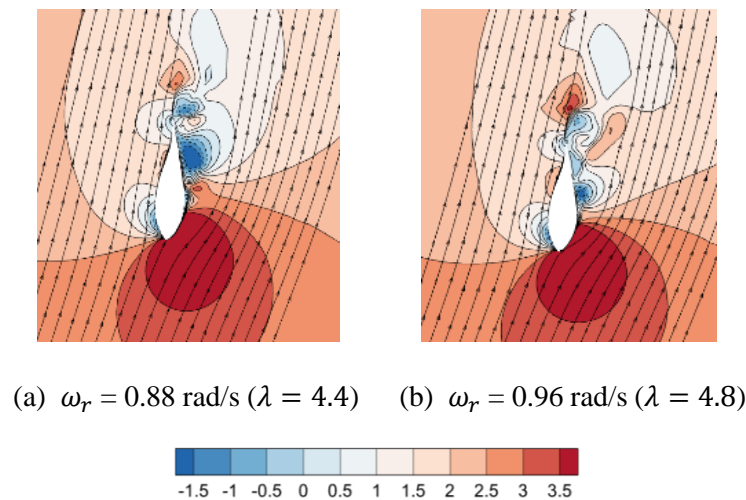 (a) 𝜔𝑟 = 0.88 rad/s (𝜆 = 4.4) (b) 𝜔𝑟 = 0.96 rad/s (𝜆 = 4.8)
-1.5 -1 -0.5 0 0.5 1 1.5 2 2.5 3 3.5